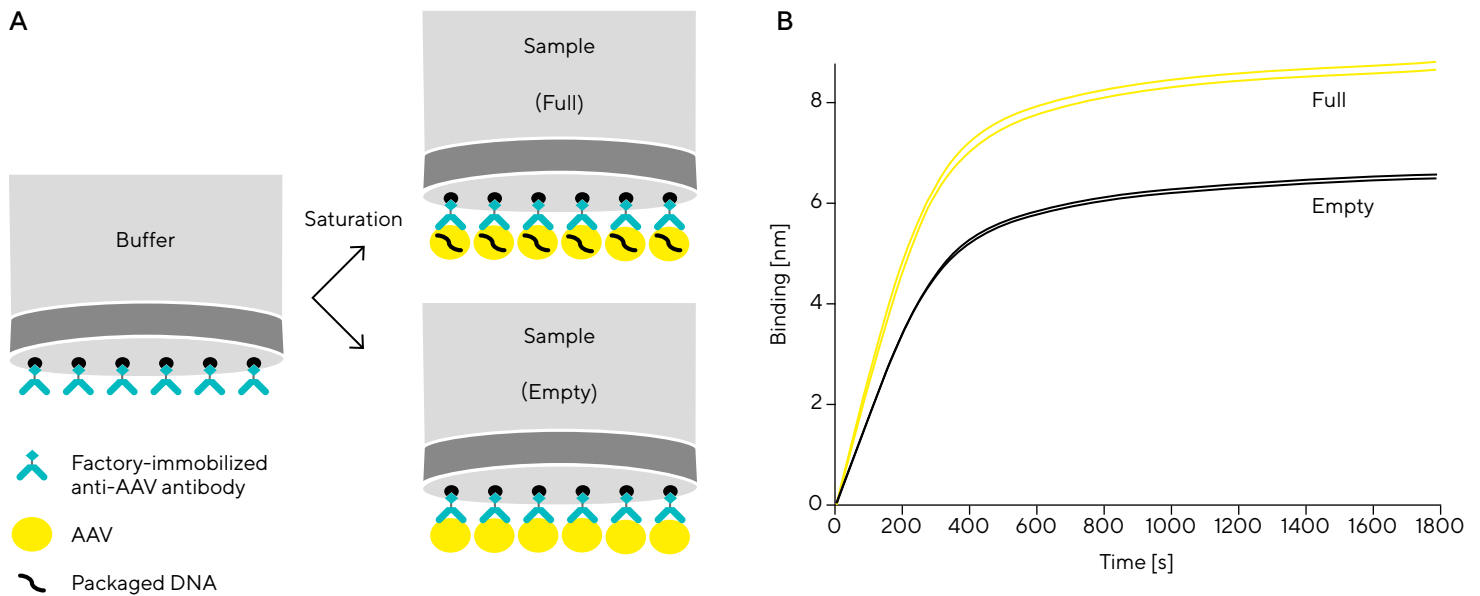 A
Buffer
Saturation
Sample
(Full)
Sample
(Empty)
Factory-immobilized
anti-AAV antibody
AAV
Packaged DNA
B
Binding [nm]
8
6
4
2
0
Full
Empty
0 200 400 600 800 1000 1200 1400 1600 1800
Time [s]